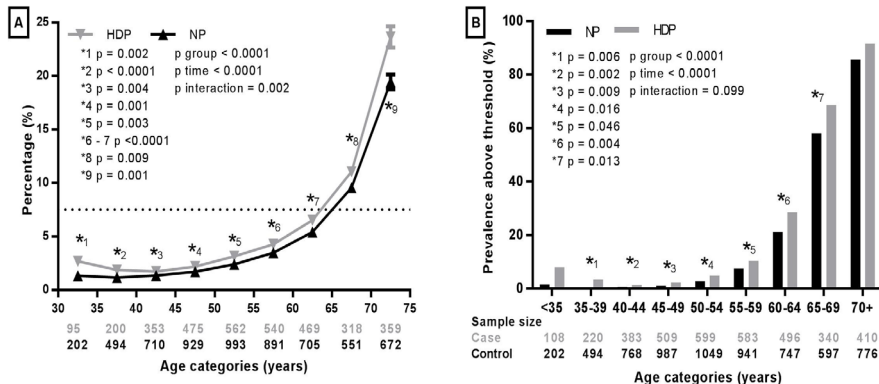 A
HDP NP
*1 p = 0.002 p group < 0.0001
*2 p < 0.0001 p time < 0.0001
*3 p = 0.004 p interaction = 0.002
*4 p = 0.001
*5 p = 0.003
*6 - 7 p <0.0001
*8 p = 0.009
*9 p = 0.001
Percentage (%)
25
20
15
10
5
0
*1 *2 *3 *4 *5 *6 *7 *8 *9
30 35 40 45 50 55 60 65 70 75
95 200 353 475 562 540 469 318 359
202 494 710 929 993 891 705 551 672
Age categories (years)
B
NP HDP
*1 p = 0.006 p group < 0.0001
*2 p = 0.002 p time < 0.0001
*3 p = 0.009 p interaction = 0.099
*4 p = 0.016
*5 p = 0.046
*6 p = 0.004
*7 p = 0.013
Prevalence above threshold (%)
100
80
60
40
20
0
*1 *2 *3 *4 *5 *6 *7
<35 35-39 40-44 45-49 50-54 55-59 60-64 65-69 70+
Sample size
Case 108 220 383 509 599 583 496 340 410
Control 202 494 768 987 1049 941 747 597 776
Age categories (years)